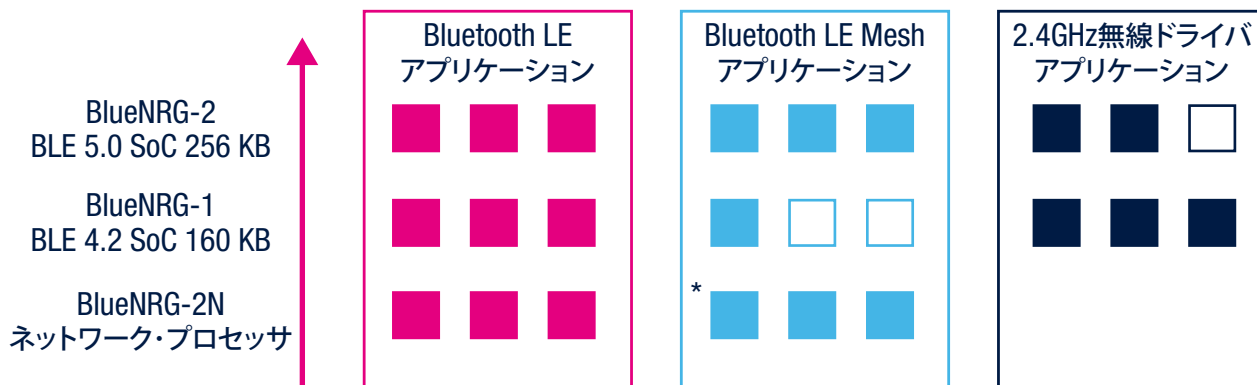 Bluetooth LE
アプリケーション
Bluetooth LE Mesh
アプリケーション
2.4GHz無線ドライバ
アプリケーション
BlueNRG-2
BLE 5.0 SoC 256 KB
BlueNRG-1
BLE 4.2 SoC 160 KB
BlueNRG-2N
ネットワーク・プロセッサ
*